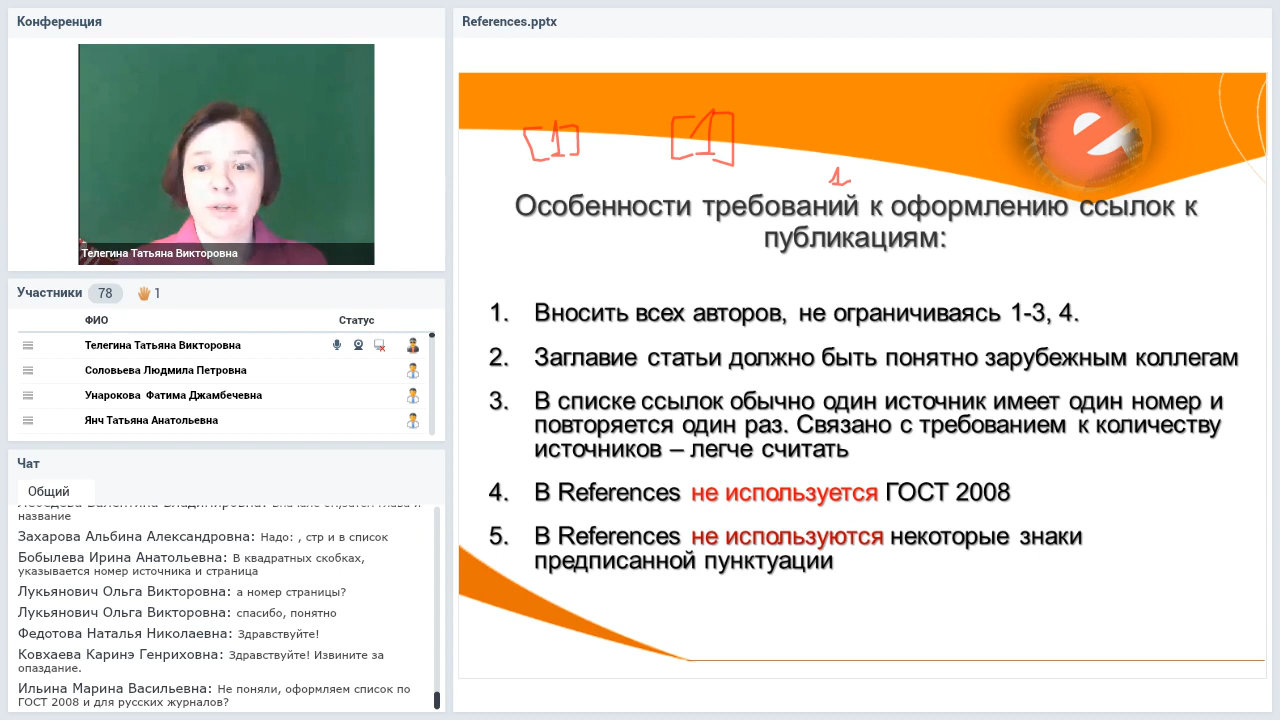 Конференция
Телегина Татьяна Викторовна
Участники 78 1
ФИО Статус
Телегина Татьяна Викторовна
Соловьева Людмила Петровна
Унарокова Фатима Джамбечевна
Янч Татьяна Анатольевна
Чат
Общий
название
Захарова Альбина Александровна: Надо: , стр и в список
Бобылева Ирина Анатольевна: В квадратных скобках,
указывается номер источника и страница
Лукьянович Ольга Викторовна: а номер страницы?
Лукьянович Ольга Викторовна: спасибо, понятно
Федотова Наталья Николаевна: Здравствуйте!
Ковхаева Каринэ Генриховна: Здравствуйте! Извините за
опаздание.
Ильина Марина Васильевна: Не поняли, оформляем список по
ГОСТ 2008 и для русских журналов?
References.pptx
[1] [1]
1
Особенности требований к оформлению ссылок к
публикациям:
1. Вносить всех авторов, не ограничиваясь 1-3, 4.
2. Заглавие статьи должно быть понятно зарубежным коллегам
3. В списке ссылок обычно один источник имеет один номер и
повторяется один раз. Связано с требованием к количеству
источников – легче считать
4. В References не используется ГОСТ 2008
5. В References не используются некоторые знаки
предписанной пунктуации